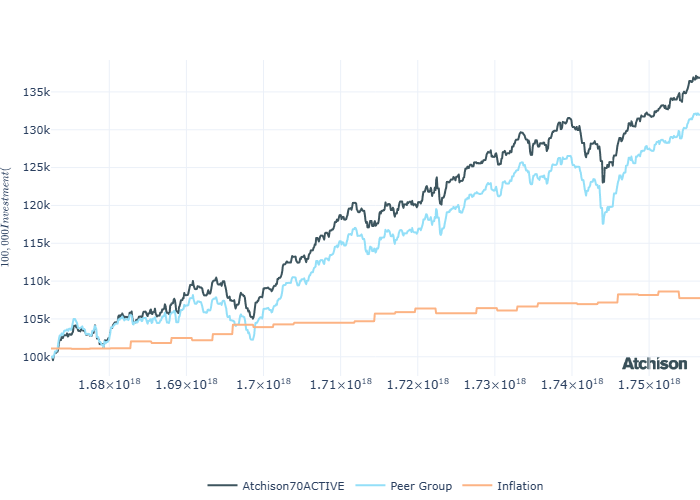 135k
130k
125k
120k
115k
110k
105k
100k
100,000Investment(
1.68×10¹⁸ 1.69×10¹⁸ 1.7×10¹⁸ 1.71×10¹⁸ 1.72×10¹⁸ 1.73×10¹⁸ 1.74×10¹⁸ 1.75×10¹⁸
Atchison
Atchison70ACTIVE Peer Group Inflation